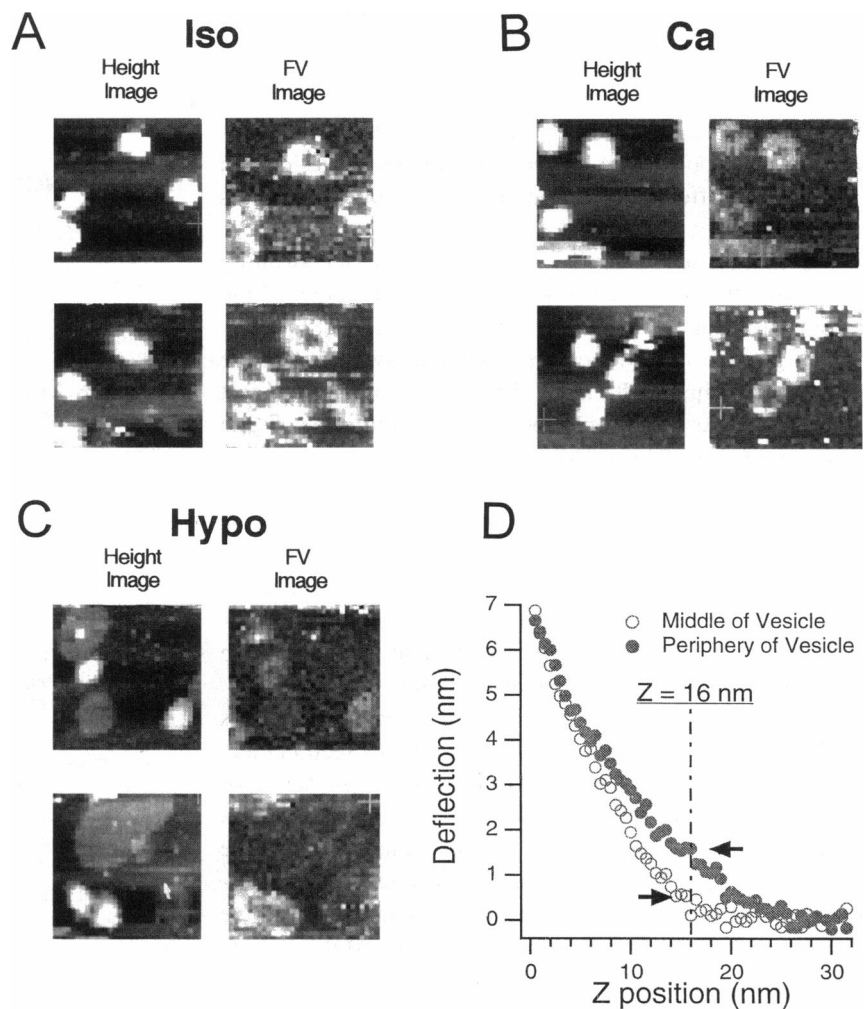 A Iso
Height Image
FV Image
B Ca
Height Image
FV Image
C Hypo
Height Image
FV Image
D
Middle of Vesicle
Periphery of Vesicle
Z = 16 nm
Deflection (nm)
7
6
5
4
3
2
1
0
0 10 20 30
Z position (nm)